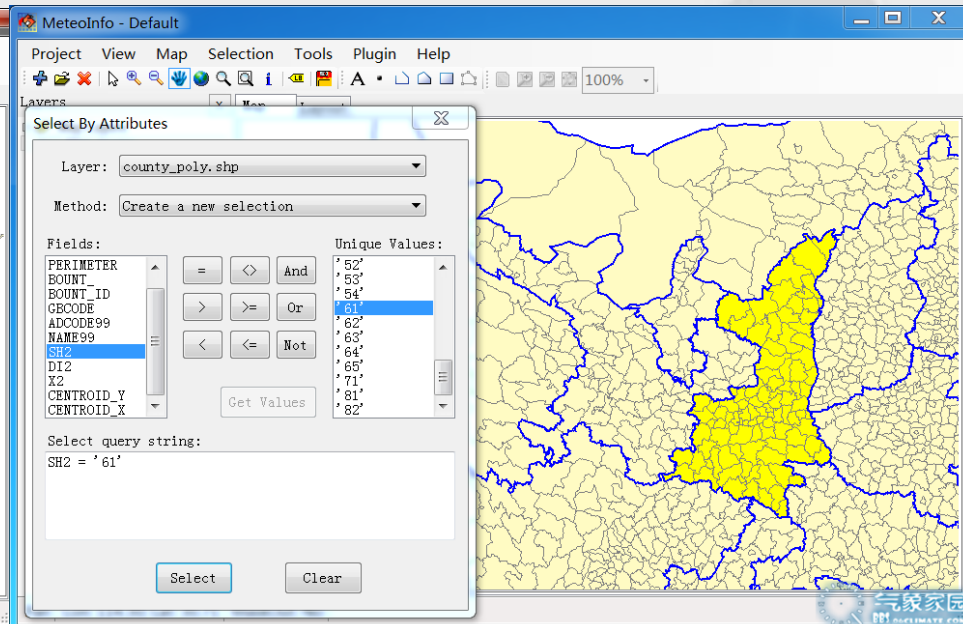 MeteoInfo - Default
Project View Map Selection Tools Plugin Help
A 100%
Layers
Map
Select By Attributes
Layer: county_poly.shp
Method: Create a new selection
Fields:
PERIMETER
BOUNT_
BOUNT_ID
GBCODE
ADCODE99
NAME99
SH2
DI2
X2
CENTROID_Y
CENTROID_X
= <> And
> >= Or
< <= Not
Get Values
Unique Values:
'52'
'53'
'54'
'61'
'62'
'63'
'64'
'65'
'71'
'81'
'82'
Select query string:
SH2 = '61'
Select Clear
气象家园